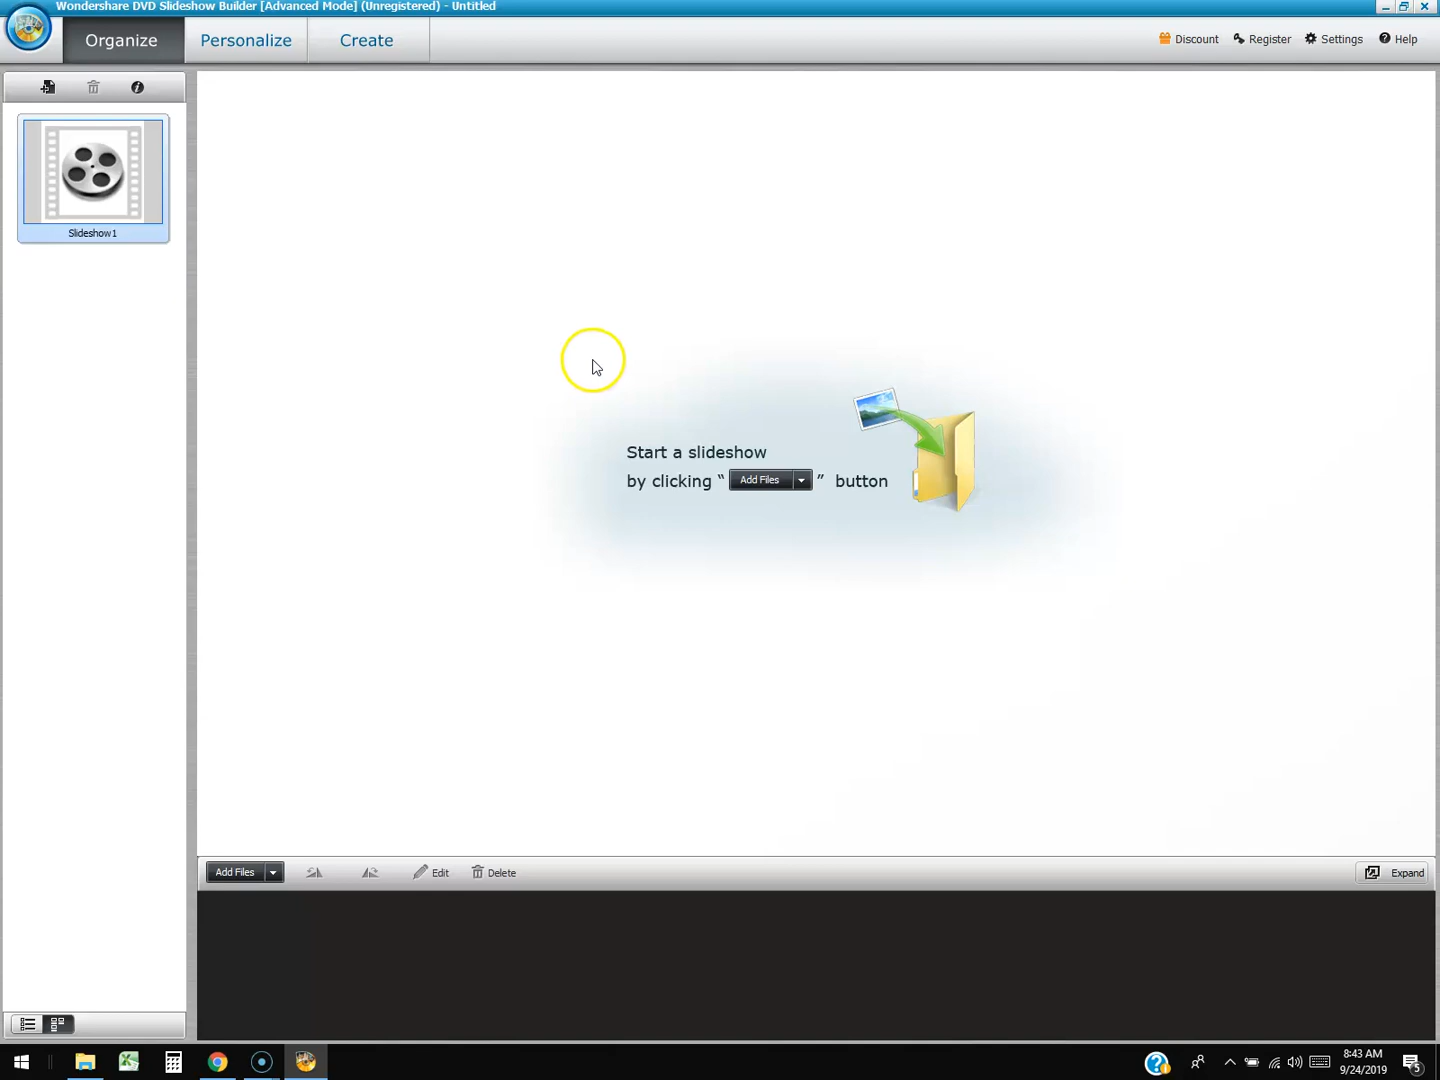 Wondershare DVD Slideshow Builder [Advanced Mode] (Unregistered) - Untitled
Organize
Personalize
Create
Discount
Register
Settings
Help
Slideshow1
Start a slideshow
by clicking “ Add Files ” button
Add Files
Edit
Delete
Expand
8:43 AM
9/24/2019
5